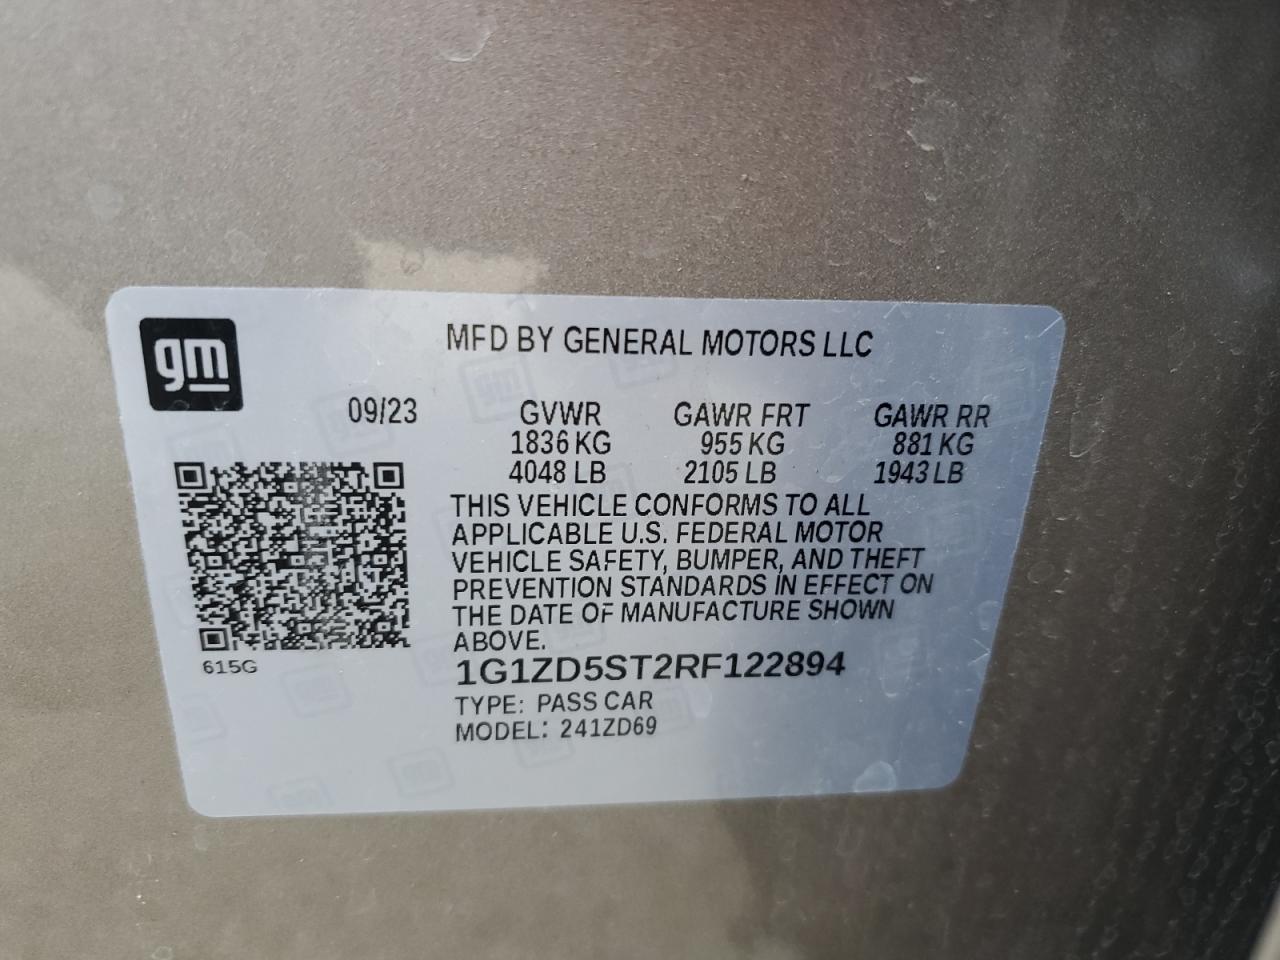 gm
MFD BY GENERAL MOTORS LLC
09/23 GVWR GAWR FRT GAWR RR
1836 KG 955 KG 881 KG
4048 LB 2105 LB 1943 LB
THIS VEHICLE CONFORMS TO ALL
APPLICABLE U.S. FEDERAL MOTOR
VEHICLE SAFETY, BUMPER, AND THEFT
PREVENTION STANDARDS IN EFFECT ON
THE DATE OF MANUFACTURE SHOWN
ABOVE.
615G
1G1ZD5ST2RF122894
TYPE: PASS CAR
MODEL: 241ZD69